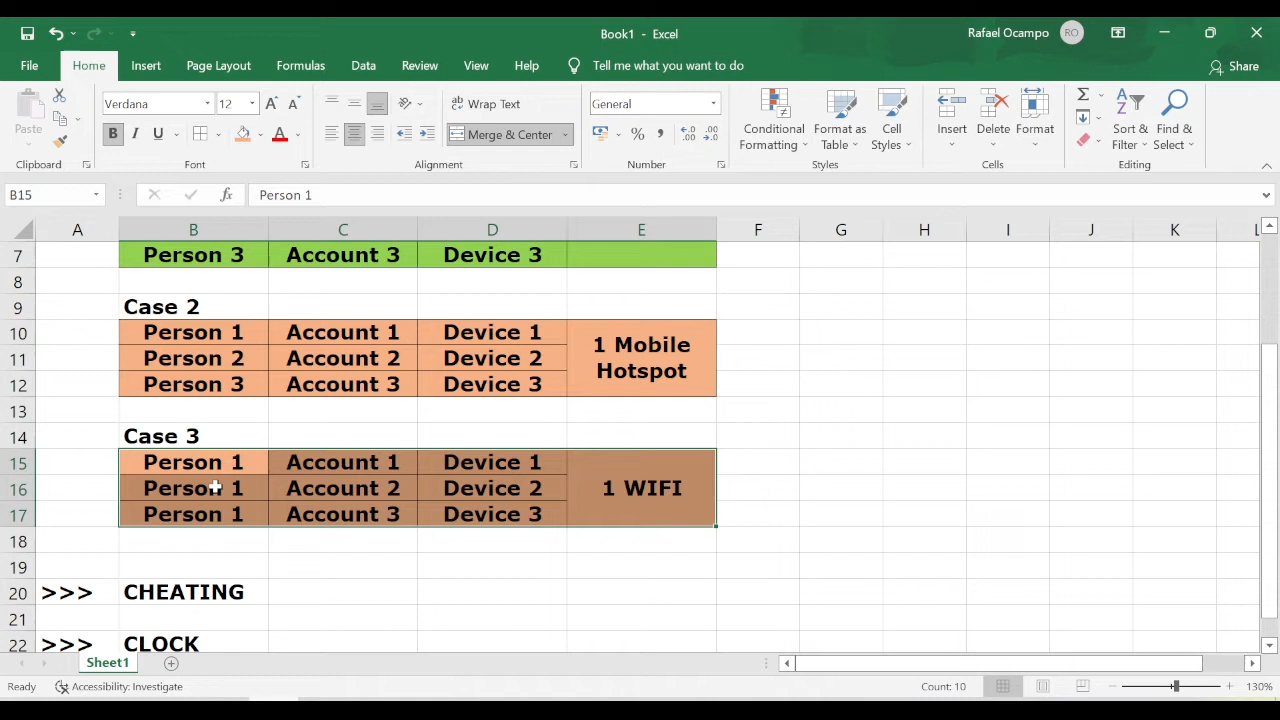 Book1 - Excel
Rafael Ocampo
RO
File
Home
Insert
Page Layout
Formulas
Data
Review
View
Help
Tell me what you want to do
Share
Paste
Clipboard
Verdana
12
B I U
A
Font
ab
Wrap Text
Merge & Center
Alignment
General
%
Number
Conditional
Formatting
Format as
Table
Cell
Styles
Styles
Insert
Delete
Format
Cells
Sort &
Filter
Find &
Select
Editing
B15
fx
Person 1
A B C D E F G H I J K L
7 Person 3 Account 3 Device 3
8
9 Case 2
10 Person 1 Account 1 Device 1
11 Person 2 Account 2 Device 2
12 Person 3 Account 3 Device 3
1 Mobile
Hotspot
13
14 Case 3
15 Person 1 Account 1 Device 1
16 Person 1 Account 2 Device 2 1 WIFI
17 Person 1 Account 3 Device 3
18
19
20 >>> CHEATING
21
22 >>> CLOCK
Sheet1
Ready
Accessibility: Investigate
Count: 10
130%